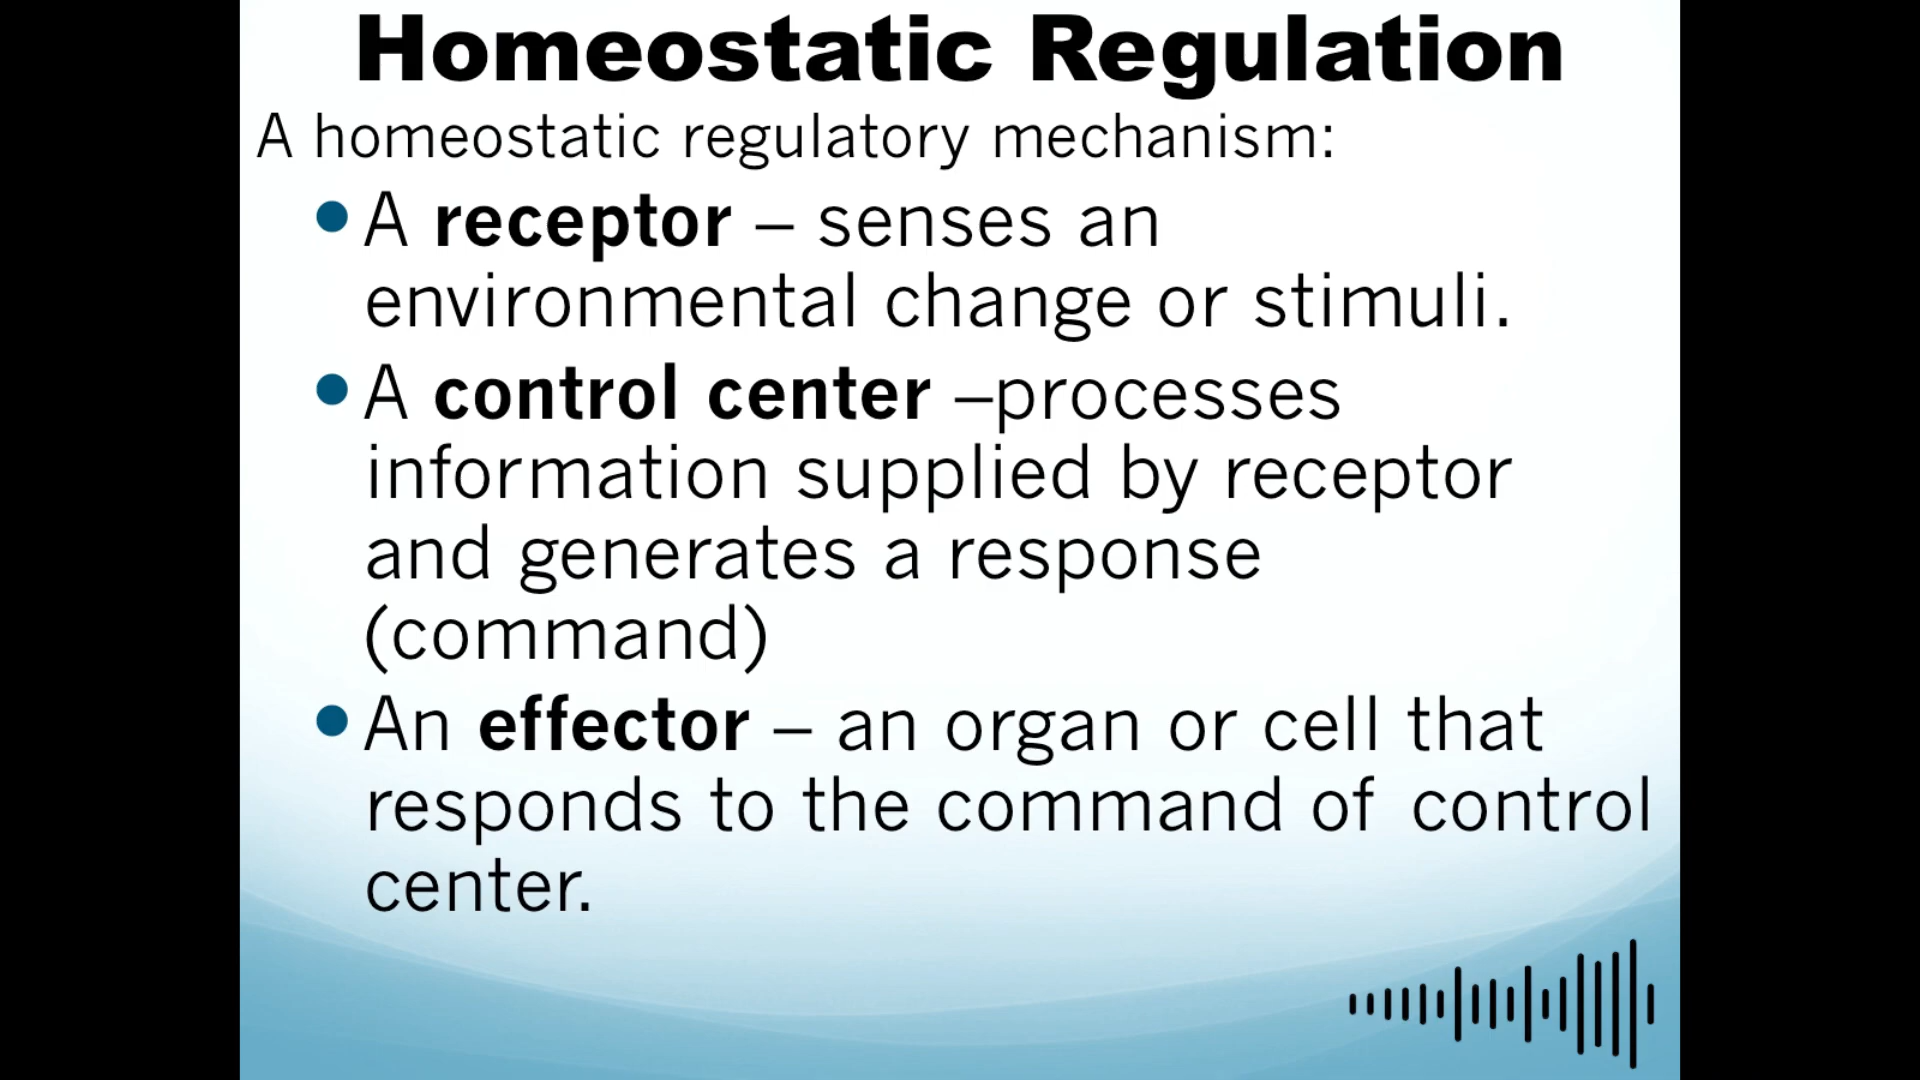 Homeostatic Regulation
A homeostatic regulatory mechanism:
•A receptor – senses an
environmental change or stimuli.
•A control center –processes
information supplied by receptor
and generates a response
(command)
•An effector – an organ or cell that
responds to the command of control
center.